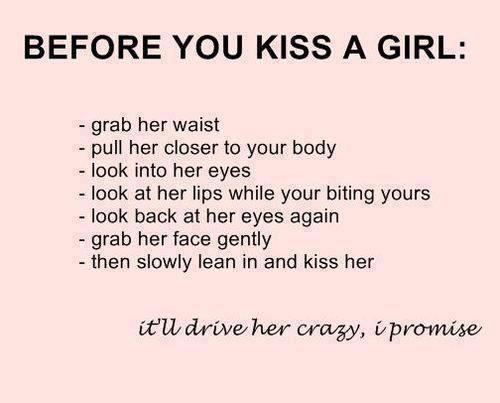 BEFORE YOU KISS A GIRL:
- grab her waist
- pull her closer to your body
- look into her eyes
- look at her lips while your biting yours
- look back at her eyes again
- grab her face gently
- then slowly lean in and kiss her
it'll drive her crazy, i promise